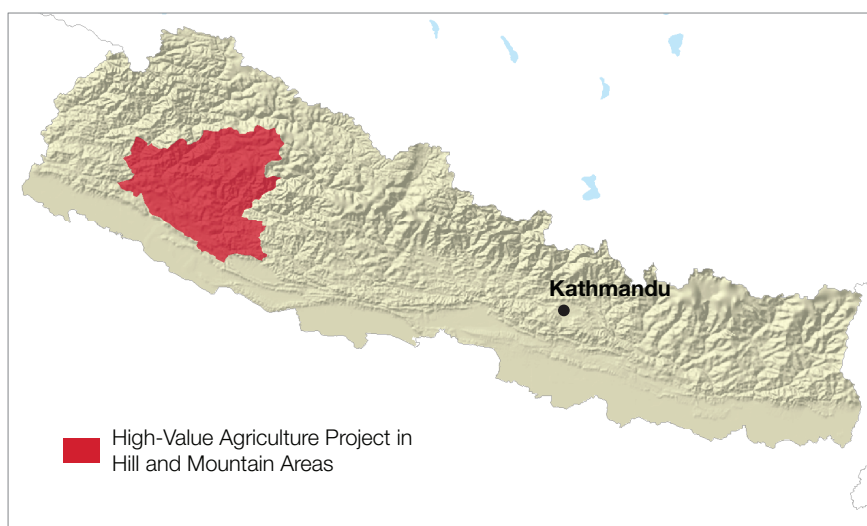 Kathmandu
High-Value Agriculture Project in
Hill and Mountain Areas